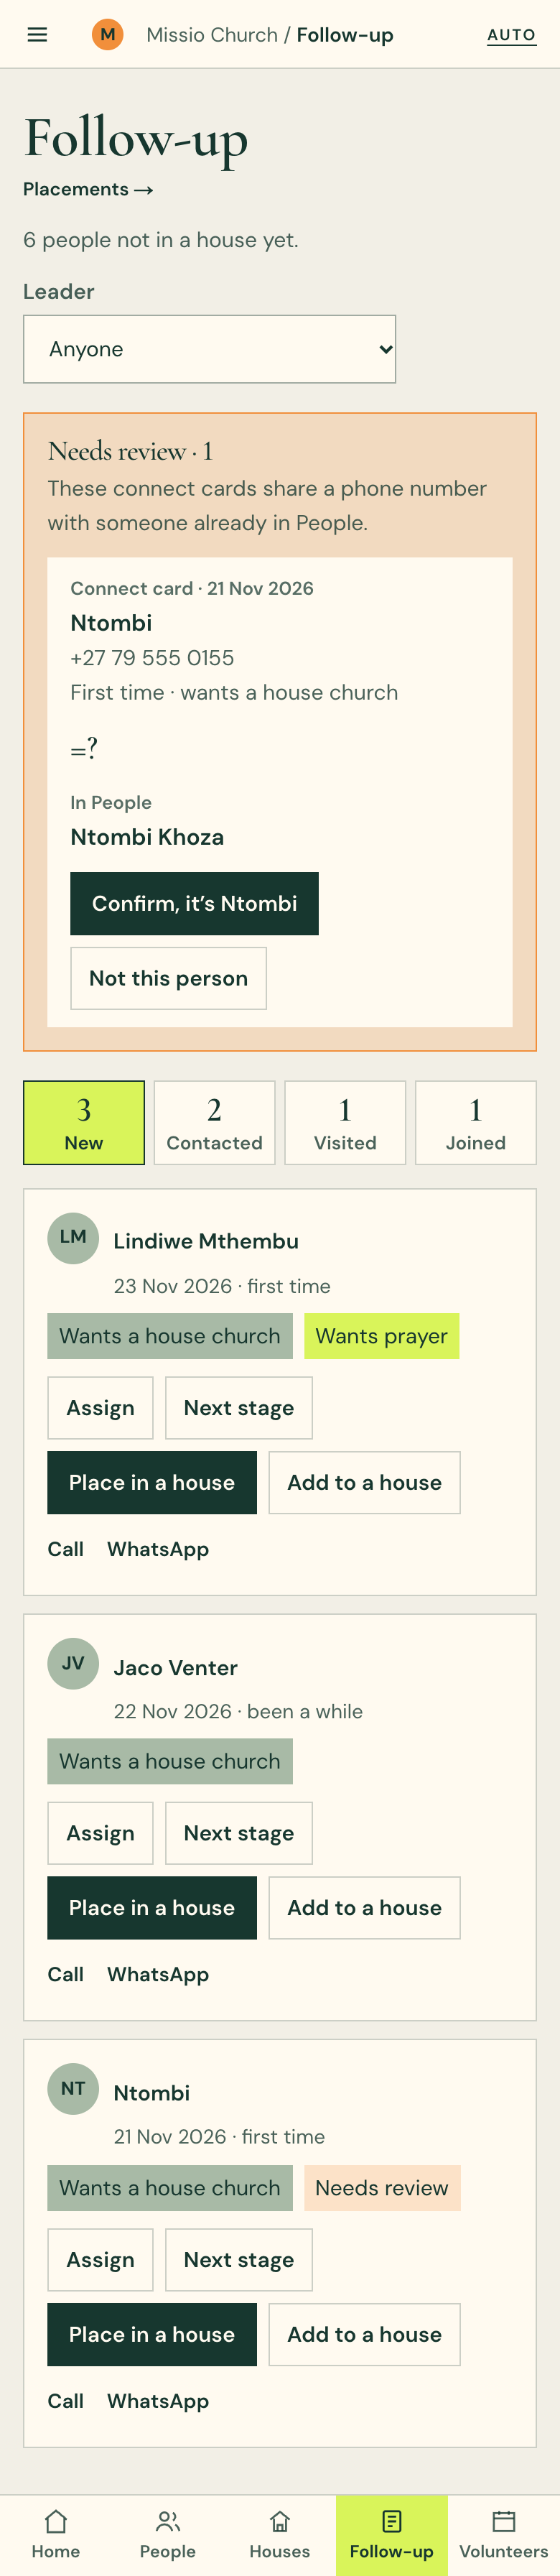 M Missio Church / Follow-up AUTO
Follow-up
Placements →
6 people not in a house yet.
Leader
Anyone
Needs review · 1
These connect cards share a phone number
with someone already in People.
Connect card · 21 Nov 2026
Ntombi
+27 79 555 0155
First time · wants a house church
=?
In People
Ntombi Khoza
Confirm, it’s Ntombi
Not this person
3 2 1 1
New Contacted Visited Joined
LM Lindiwe Mthembu
23 Nov 2026 · first time
Wants a house church Wants prayer
Assign Next stage
Place in a house Add to a house
Call WhatsApp
JV Jaco Venter
22 Nov 2026 · been a while
Wants a house church
Assign Next stage
Place in a house Add to a house
Call WhatsApp
NT Ntombi
21 Nov 2026 · first time
Wants a house church Needs review
Assign Next stage
Place in a house Add to a house
Call WhatsApp
Home People Houses Follow-up Volunteers